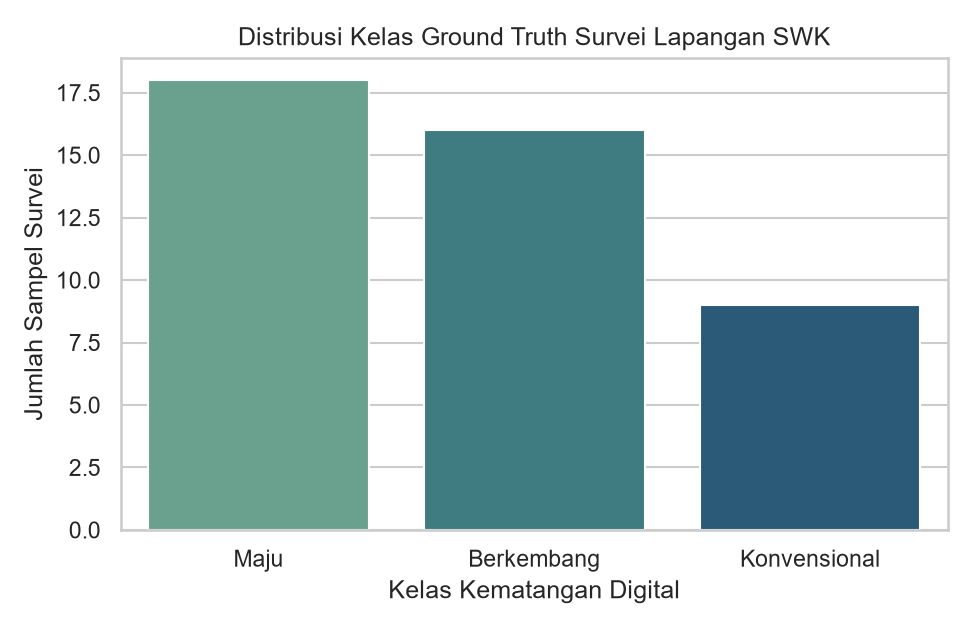 Distribusi Kelas Ground Truth Survei Lapangan SWK
Jumlah Sampel Survei
17.5
15.0
12.5
10.0
7.5
5.0
2.5
0.0
Maju
Berkembang
Konvensional
Kelas Kematangan Digital